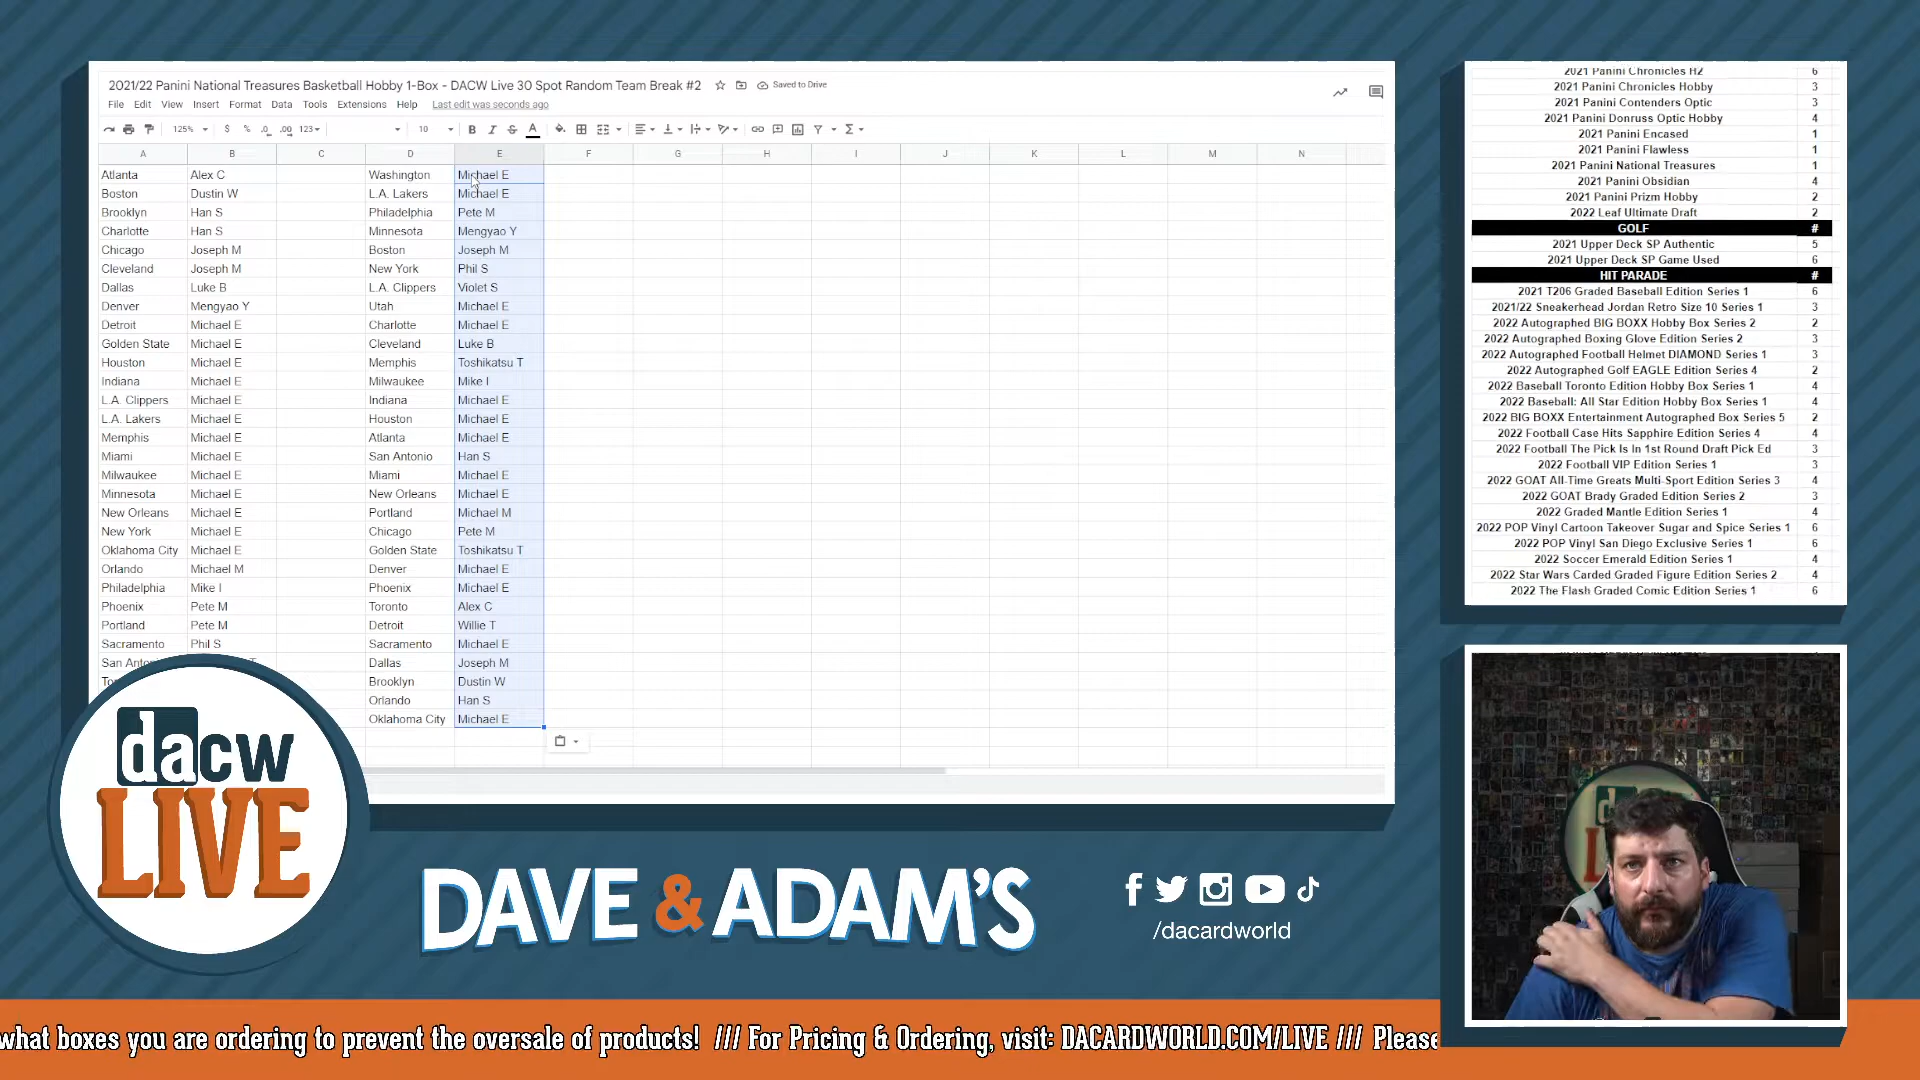 2021/22 Panini National Treasures Basketball Hobby 1-Box - DACW Live 30 Spot Random Team Break #2 Saved to Drive
File Edit View Insert Format Data Tools Extensions Help Last edit was seconds ago
125% $ % .0 .00 123 10 B I S A
A B C D E F G H I J K L M N
Atlanta Alex C Washington Michael E
Boston Dustin W L.A. Lakers Michael E
Brooklyn Han S Philadelphia Pete M
Charlotte Han S Minnesota Mengyao Y
Chicago Joseph M Boston Joseph M
Cleveland Joseph M New York Phil S
Dallas Luke B L.A. Clippers Violet S
Denver Mengyao Y Utah Michael E
Detroit Michael E Charlotte Michael E
Golden State Michael E Cleveland Luke B
Houston Michael E Memphis Toshikatsu T
Indiana Michael E Milwaukee Mike I
L.A. Clippers Michael E Indiana Michael E
L.A. Lakers Michael E Houston Michael E
Memphis Michael E Atlanta Michael E
Miami Michael E San Antonio Han S
Milwaukee Michael E Miami Michael E
Minnesota Michael E New Orleans Michael E
New Orleans Michael E Portland Michael M
New York Michael E Chicago Pete M
Oklahoma City Michael E Golden State Toshikatsu T
Orlando Michael M Denver Michael E
Philadelphia Mike I Phoenix Michael E
Phoenix Pete M Toronto Alex C
Portland Pete M Detroit Willie T
Sacramento Phil S Sacramento Michael E
San Dallas Joseph M
Brooklyn Dustin W
Orlando Han S
Oklahoma City Michael E
2021 Panini Chronicles H2 6
2021 Panini Chronicles Hobby 3
2021 Panini Contenders Optic 3
2021 Panini Donruss Optic Hobby 4
2021 Panini Encased 1
2021 Panini Flawless 1
2021 Panini National Treasures 1
2021 Panini Obsidian 4
2021 Panini Prizm Hobby 2
2022 Leaf Ultimate Draft 2
GOLF #
2021 Upper Deck SP Authentic 5
2021 Upper Deck SP Game Used 6
HIT PARADE #
2021 T206 Graded Baseball Edition Series 1 6
2021/22 Sneakerhead Jordan Retro Size 10 Series 1 3
2022 Autographed BIG BOXX Hobby Box Series 2 2
2022 Autographed Boxing Glove Edition Series 2 3
2022 Autographed Football Helmet DIAMOND Series 1 3
2022 Autographed Golf EAGLE Edition Series 4 2
2022 Baseball Toronto Edition Hobby Box Series 1 4
2022 Baseball: All Star Edition Hobby Box Series 1 4
2022 BIG BOXX Entertainment Autographed Box Series 5 2
2022 Football Case Hits Sapphire Edition Series 4 4
2022 Football The Pick Is In 1st Round Draft Pick Ed 3
2022 Football VIP Edition Series 1 3
2022 GOAT All-Time Greats Multi-Sport Edition Series 3 4
2022 GOAT Brady Graded Edition Series 2 3
2022 Graded Mantle Edition Series 1 4
2022 POP Vinyl Cartoon Takeover Sugar and Spice Series 1 6
2022 POP Vinyl San Diego Exclusive Series 1 6
2022 Soccer Emerald Edition Series 1 4
2022 Star Wars Carded Graded Figure Edition Series 2 4
2022 The Flash Graded Comic Edition Series 1 6
dacw
LIVE
DAVE & ADAM'S
/dacardworld
what boxes you are ordering to prevent the oversale of products! /// For Pricing & Ordering, visit: DACARDWORLD.COM/LIVE /// Please